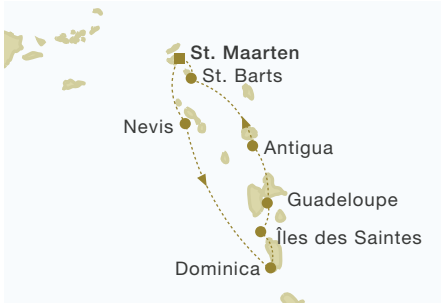 St. Maarten
St. Barts
Nevis
Antigua
Guadeloupe
Îles des Saintes
Dominica